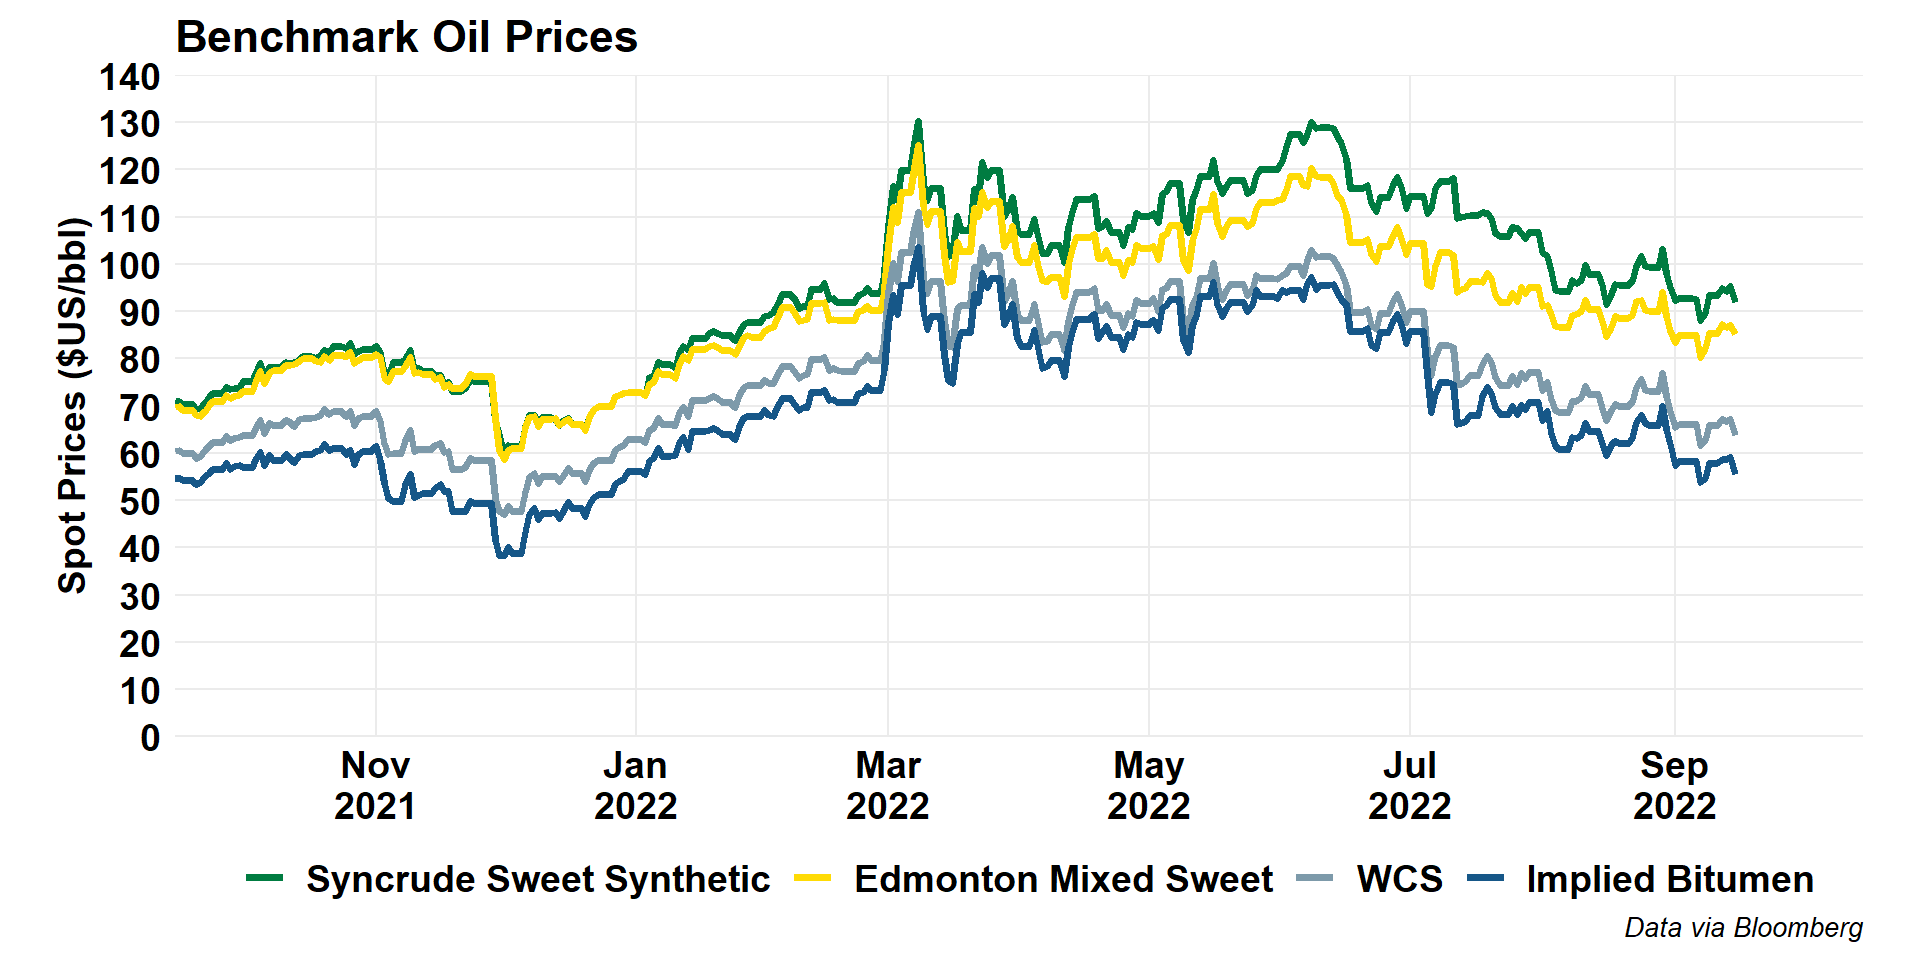 Benchmark Oil Prices
Spot Prices ($US/bbl)
140
130
120
110
100
90
80
70
60
50
40
30
20
10
0
Nov Jan Mar May Jul Sep
2021 2022 2022 2022 2022 2022
Syncrude Sweet Synthetic Edmonton Mixed Sweet WCS Implied Bitumen
Data via Bloomberg